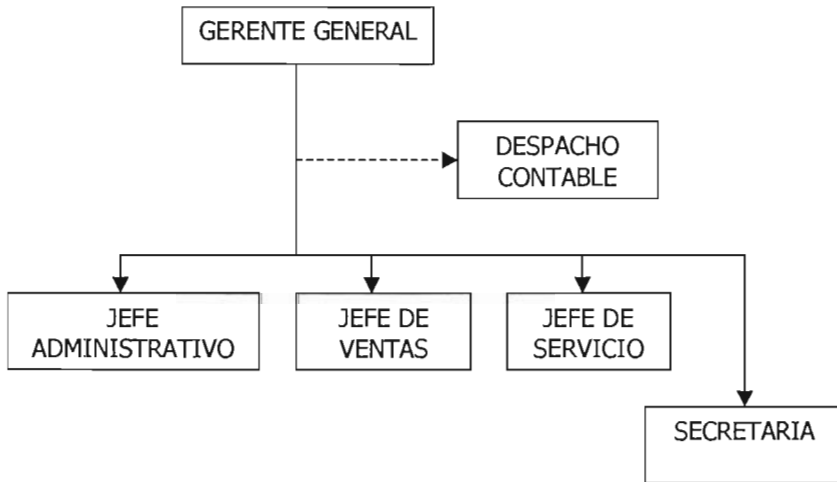 GERENTE GENERAL
DESPACHO
CONTABLE
JEFE
ADMINISTRATIVO
JEFE DE
VENTAS
JEFE DE
SERVICIO
SECRETARIA